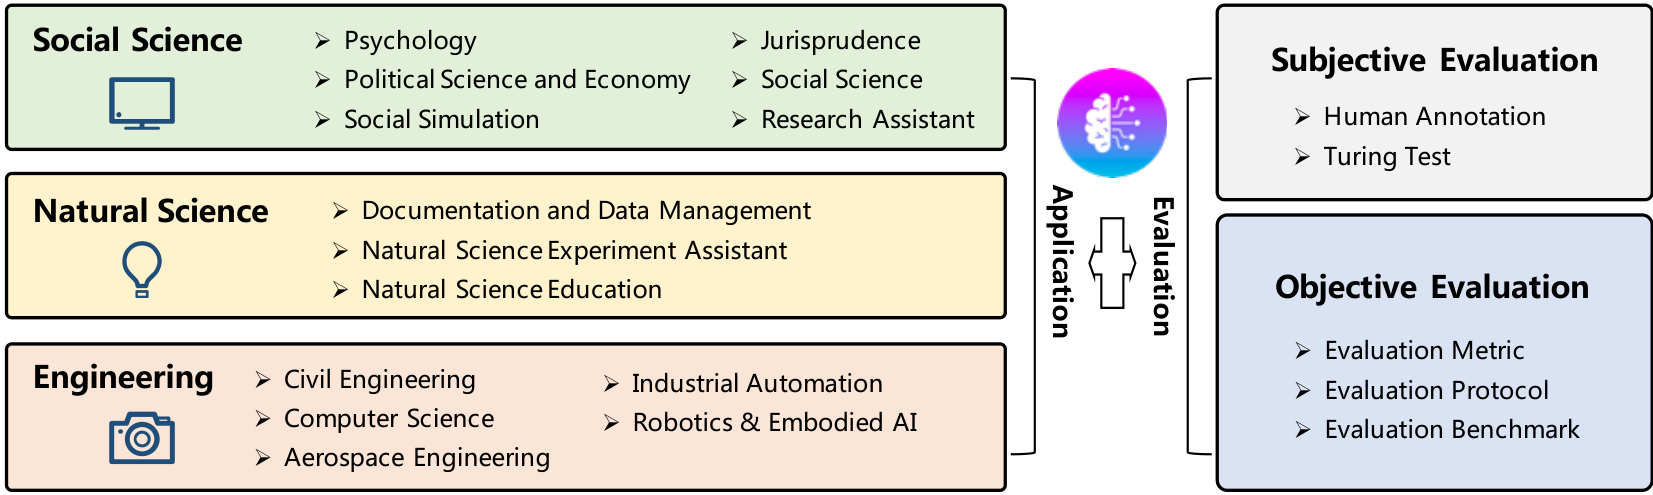 Social Science
Psychology
Political Science and Economy
Social Simulation
Jurisprudence
Social Science
Research Assistant
Natural Science
Documentation and Data Management
Natural Science Experiment Assistant
Natural Science Education
Engineering
Civil Engineering
Computer Science
Aerospace Engineering
Industrial Automation
Robotics & Embodied AI
Application
Evaluation
Subjective Evaluation
Human Annotation
Turing Test
Objective Evaluation
Evaluation Metric
Evaluation Protocol
Evaluation Benchmark